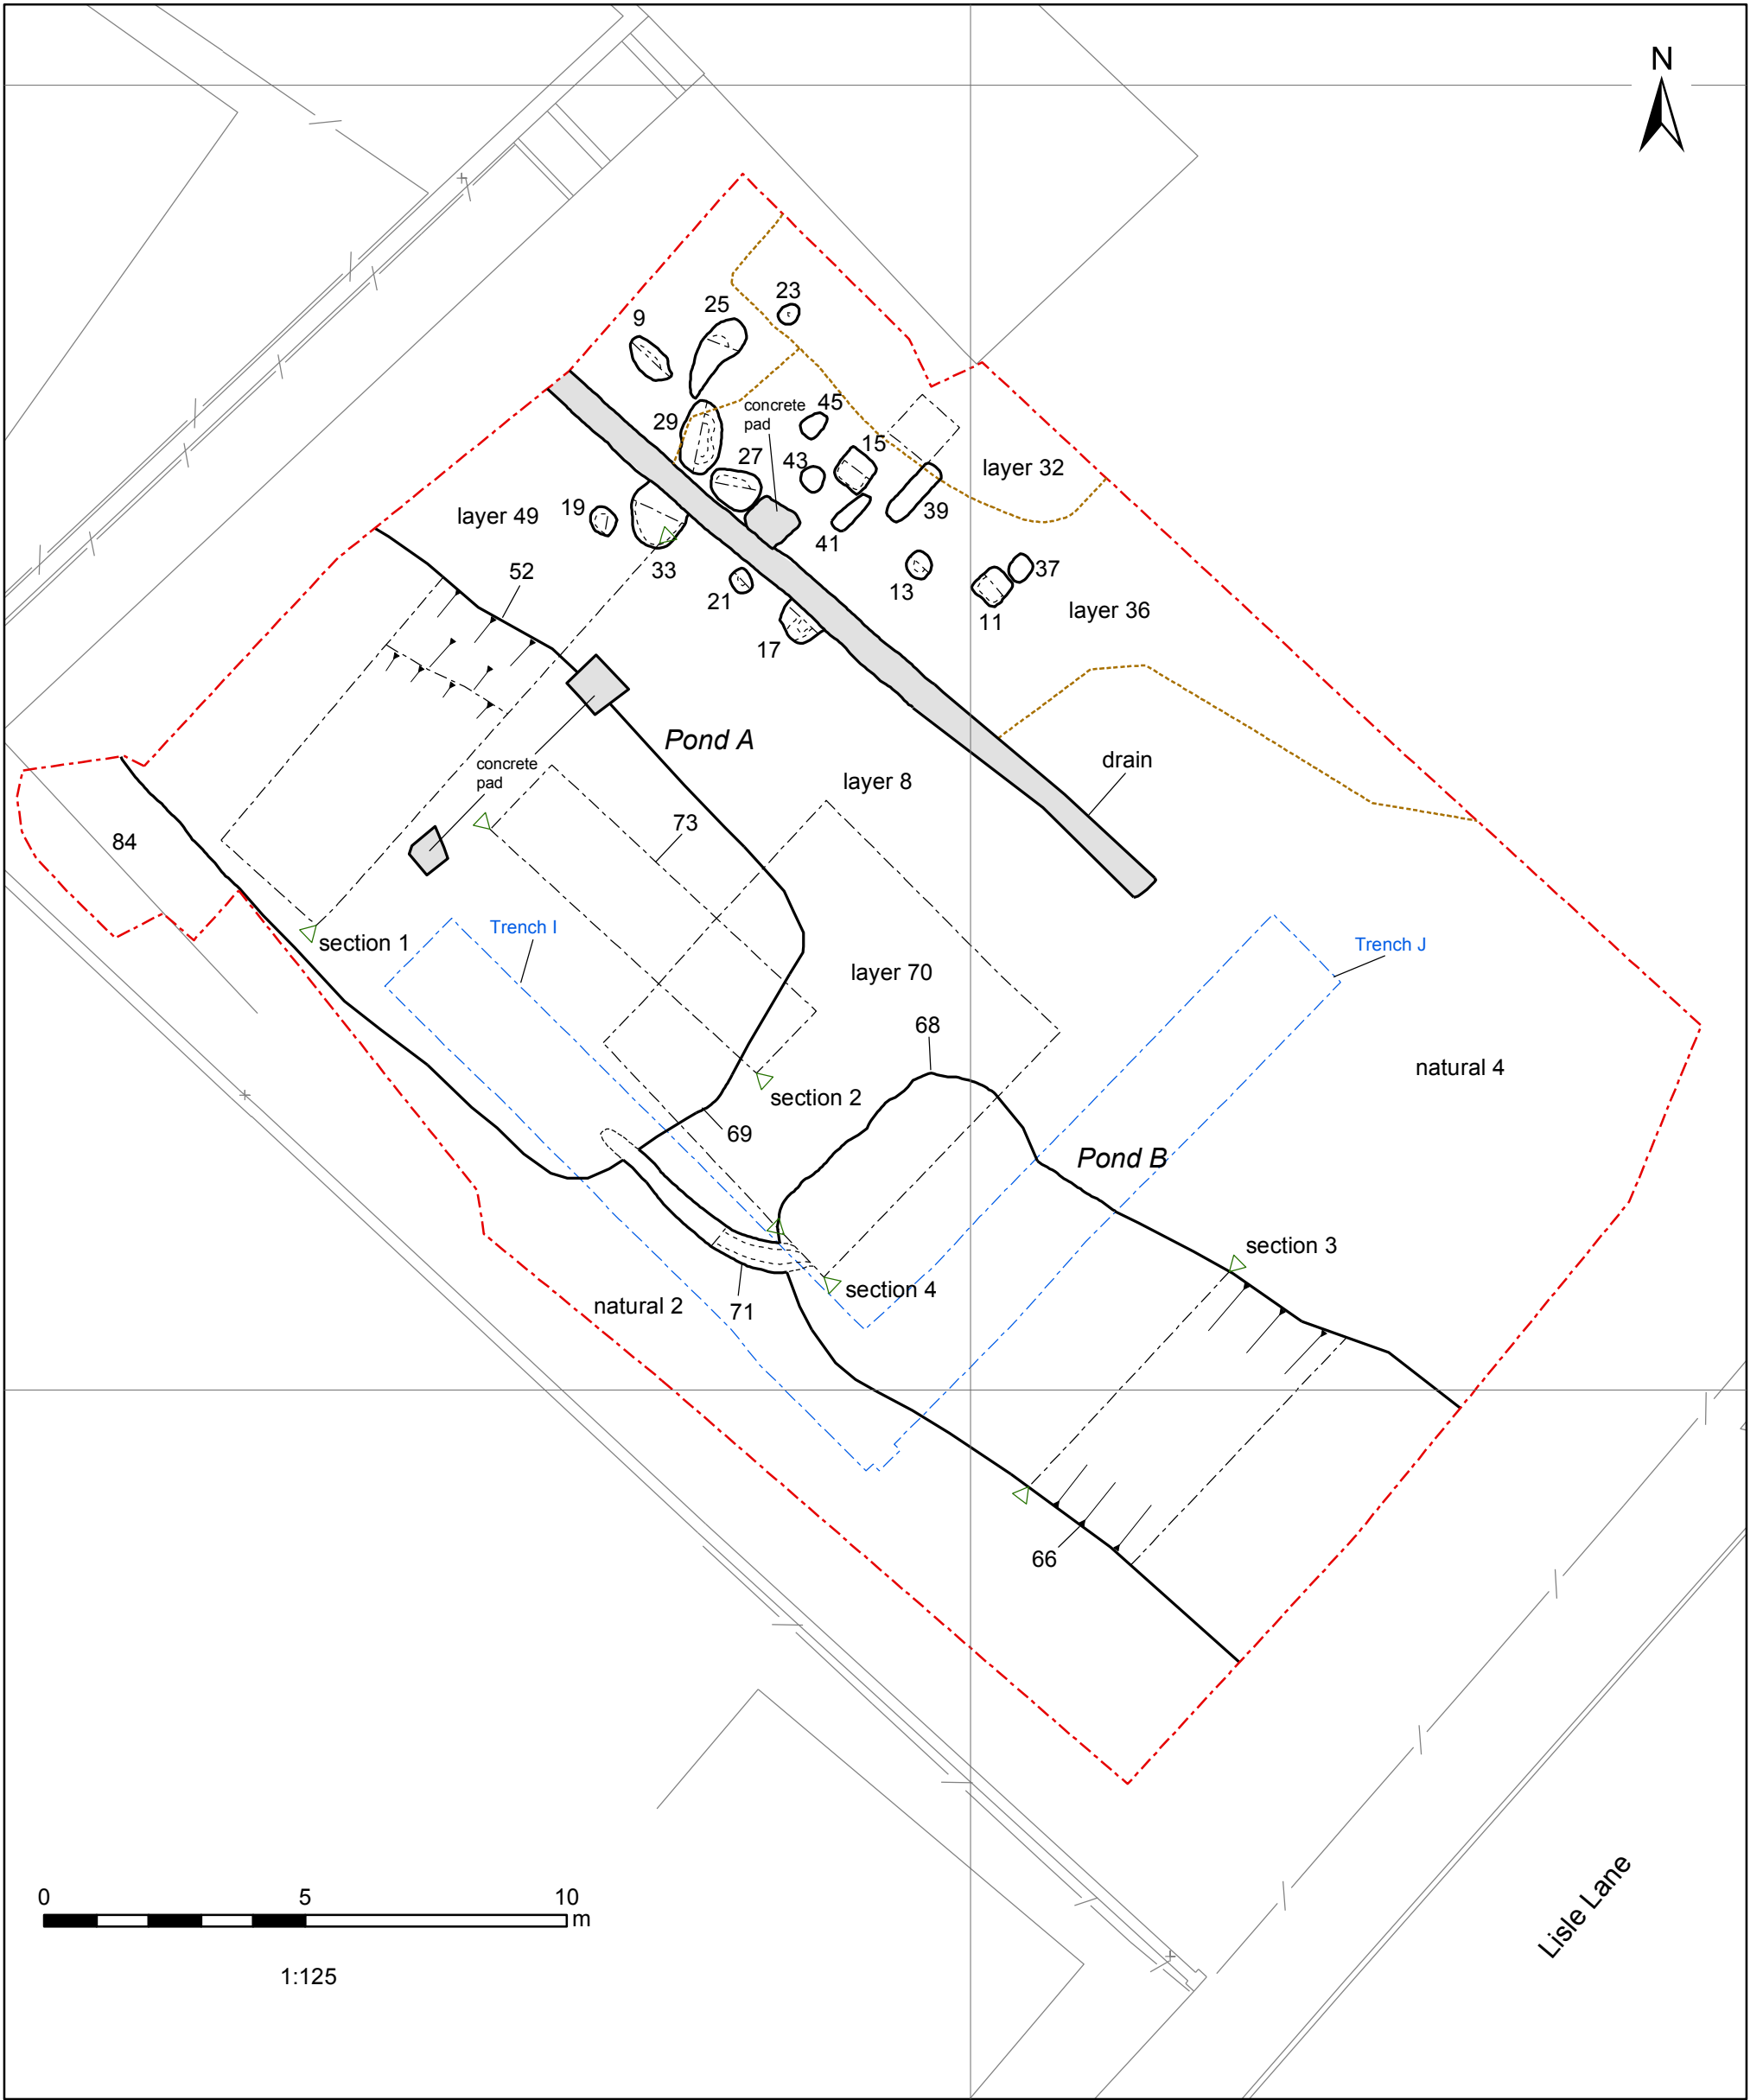 N
23
25
9
concrete
pad
45
29
15
27
43
layer 32
19
layer 49
39
41
52
33
13
37
21
11
layer 36
17
Pond A
drain
concrete
pad
layer 8
73
84
Trench I
section 1
Trench J
layer 70
68
natural 4
section 2
69
Pond B
section 3
section 4
natural 2
71
66
0 5 10
m
1:125
Lisle Lane